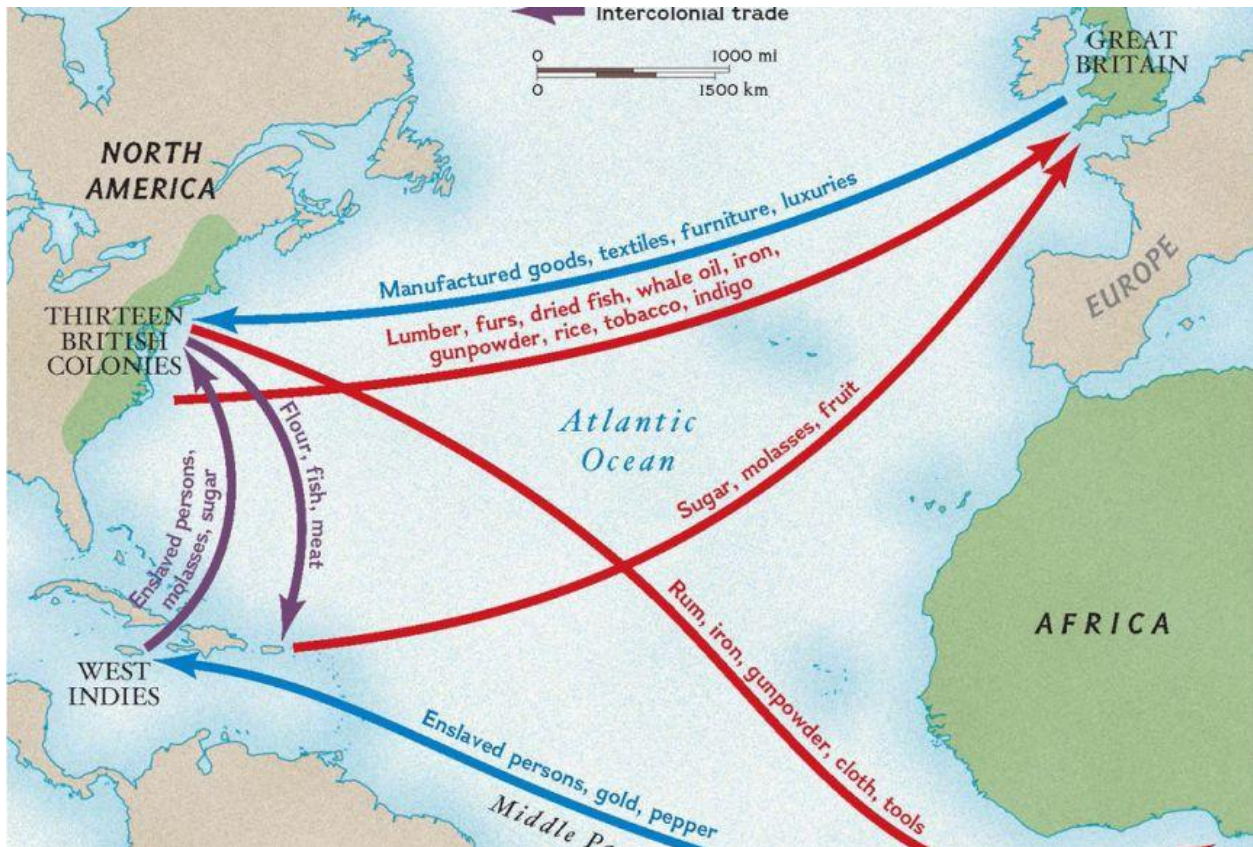 Intercolonial trade
0 1000 mi
0 1500 km
GREAT
BRITAIN
NORTH
AMERICA
Manufactured goods, textiles, furniture, luxuries
Lumber, furs, dried fish, whale oil, iron,
gunpowder, rice, tobacco, indigo
EUROPE
THIRTEEN
BRITISH
COLONIES
Flour, fish, meat
Enslaved persons,
molasses, sugar
Atlantic
Ocean
Sugar, molasses, fruit
Rum, iron, gunpowder, cloth, tools
AFRICA
WEST
INDIES
Enslaved persons, gold, pepper
Middle